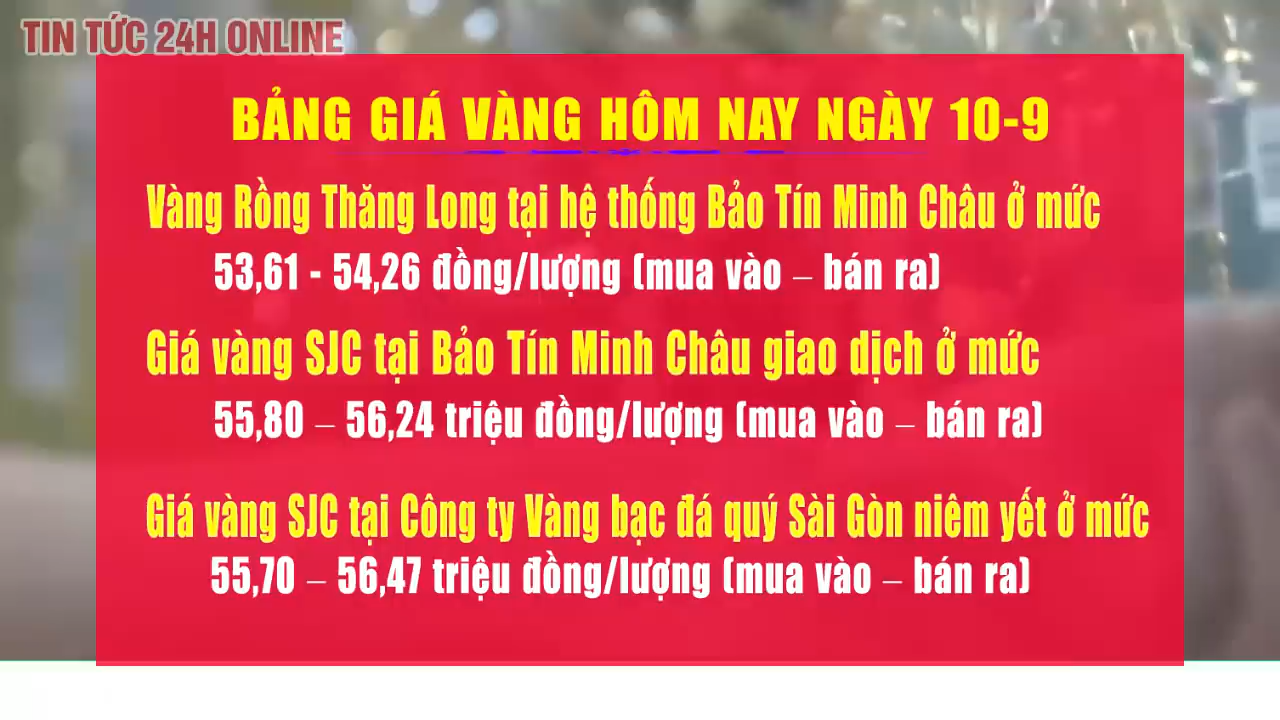 TIN TỨC 24H ONLINE
BẢNG GIÁ VÀNG HÔM NAY NGÀY 10-9
Vàng Rồng Thăng Long tại hệ thống Bảo Tín Minh Châu ở mức
53,61 - 54,26 đồng/lượng (mua vào – bán ra)
Giá vàng SJC tại Bảo Tín Minh Châu giao dịch ở mức
55,80 – 56,24 triệu đồng/lượng (mua vào – bán ra)
Giá vàng SJC tại Công ty Vàng bạc đá quý Sài Gòn niêm yết ở mức
55,70 – 56,47 triệu đồng/lượng (mua vào – bán ra)